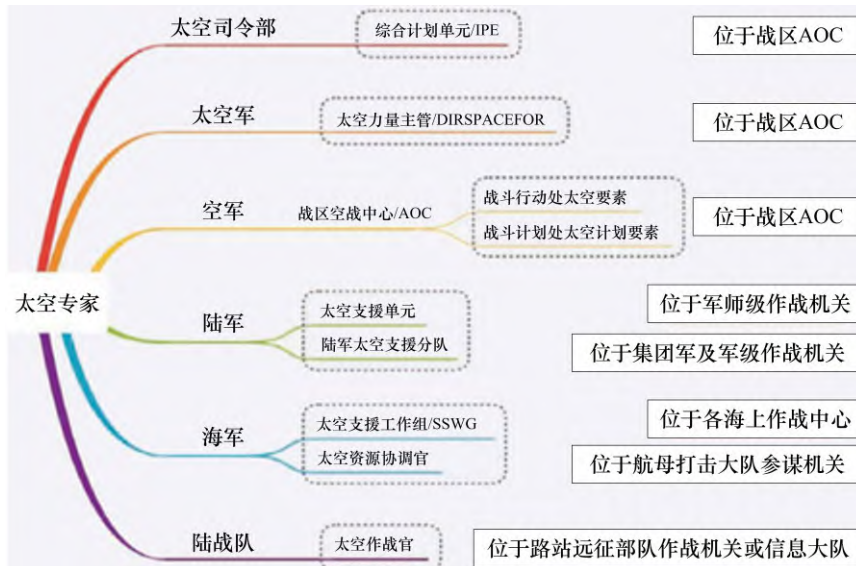 太空司令部
综合计划单元/IPE
位于战区AOC
太空军
太空力量主管/DIRSPACEFOR
位于战区AOC
空军
战区空战中心/AOC
战斗行动处太空要素
战斗计划处太空计划要素
位于战区AOC
太空专家
陆军
太空支援单元
陆军太空支援分队
位于军师级作战机关
位于集团军及军级作战机关
海军
太空支援工作组/SSWG
太空资源协调官
位于各海上作战中心
位于航母打击大队参谋机关
陆战队
太空作战官
位于路站远征部队作战机关或信息大队